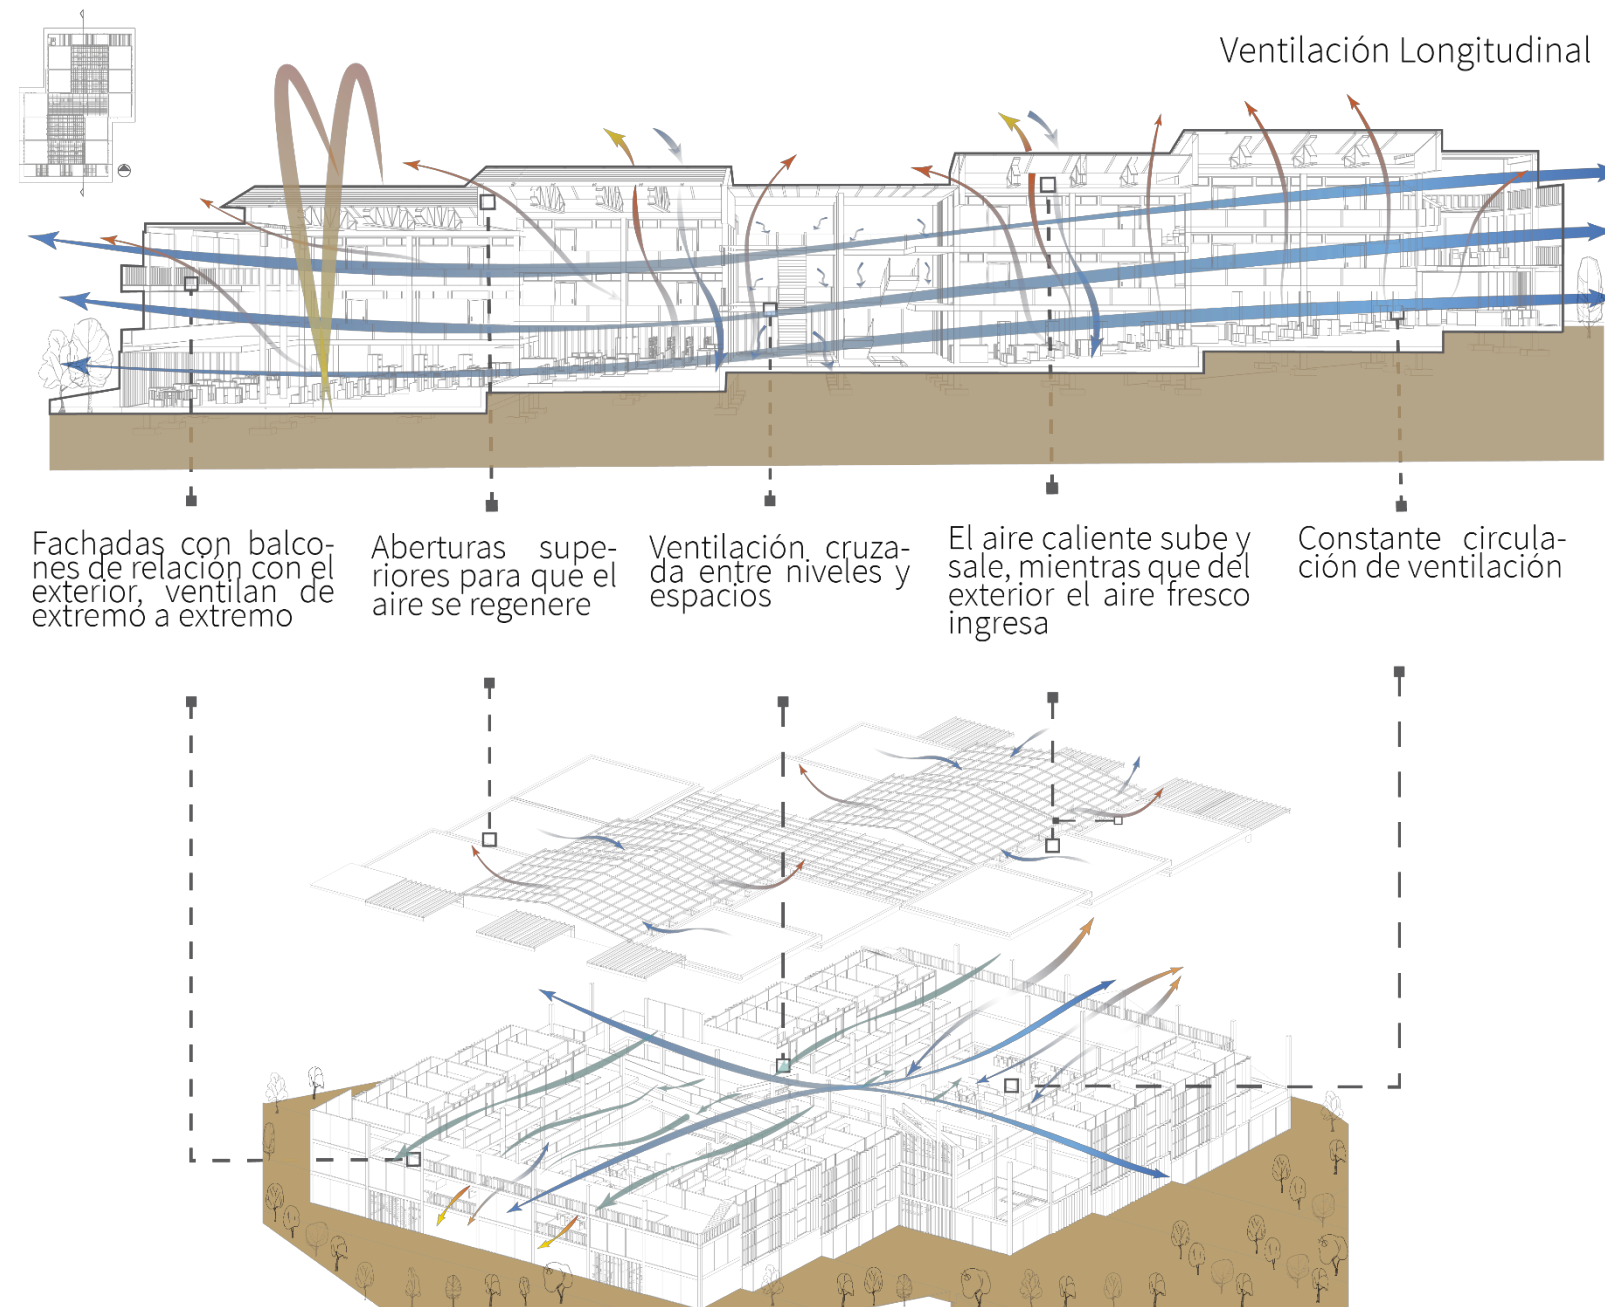 Ventilación Longitudinal
Fachadas con balco-
nes de relación con el
exterior, ventilan de
extremo a extremo
Aberturas supe-
riores para que el
aire se regenere
Ventilación cruza-
da entre niveles y
espacios
El aire caliente sube y
sale, mientras que del
exterior el aire fresco
ingresa
Constante circula-
ción de ventilación